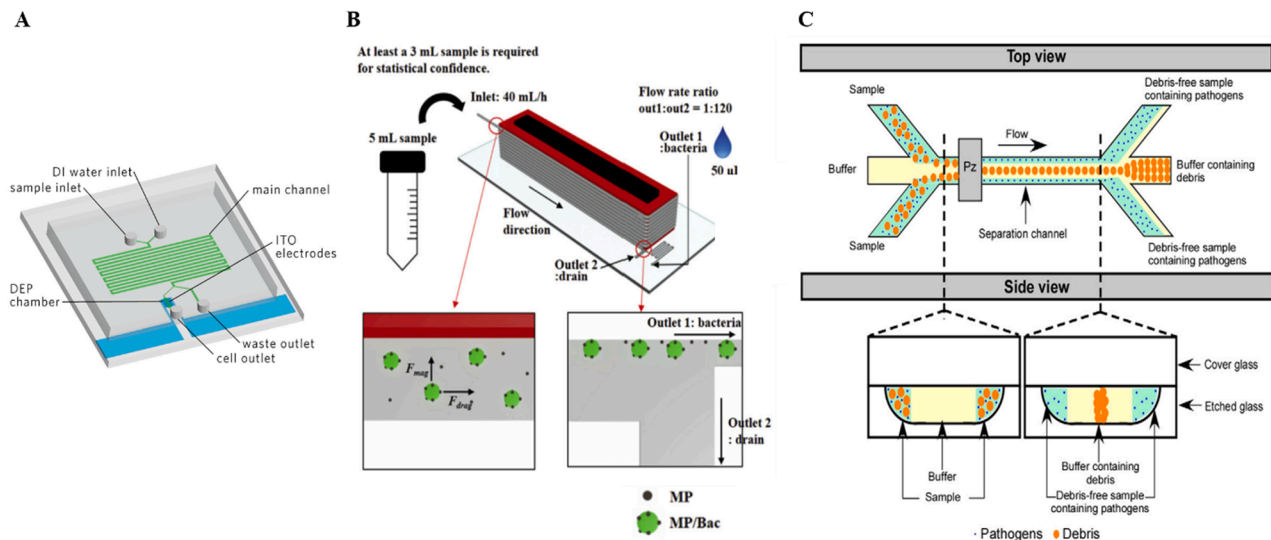 A
DI water inlet
sample inlet
main channel
ITO
electrodes
DEP
chamber
waste outlet
cell outlet
B
At least a 3 mL sample is required
for statistical confidence.
Inlet: 40 mL/h
5 mL sample
Flow rate ratio
out1:out2 = 1:120
Outlet 1
:bacteria
50 ul
Flow
direction
Outlet 2
:drain
Fmag
Fdrag
Outlet 1: bacteria
Outlet 2
: drain
MP
MP/Bac
C
Top view
Sample
Debris-free sample
containing pathogens
Flow
Buffer
Pz
Buffer containing
debris
Separation channel
Sample
Debris-free sample
containing pathogens
Side view
Cover glass
Etched glass
Buffer
Sample
Buffer containing
debris
Debris-free sample
containing pathogens
Pathogens
Debris